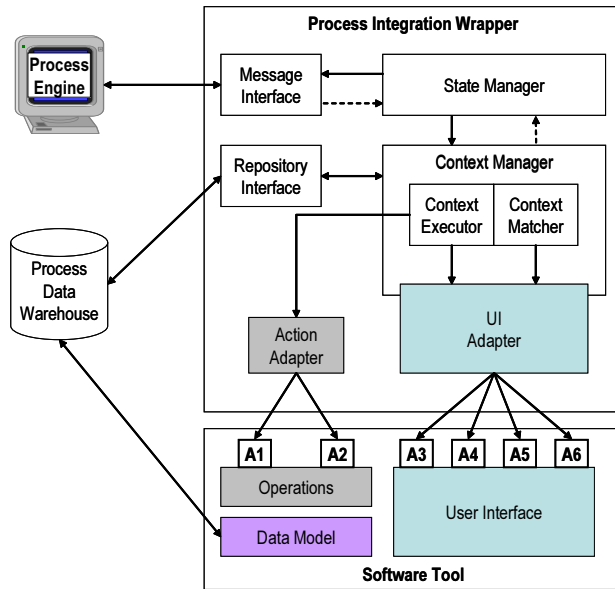 Process Integration Wrapper
Process
Engine
Message
Interface
State Manager
Repository
Interface
Context Manager
Context
Executor
Context
Matcher
Process
Data
Warehouse
Action
Adapter
UI
Adapter
A1
A2
A3
A4
A5
A6
Operations
User Interface
Data Model
Software Tool